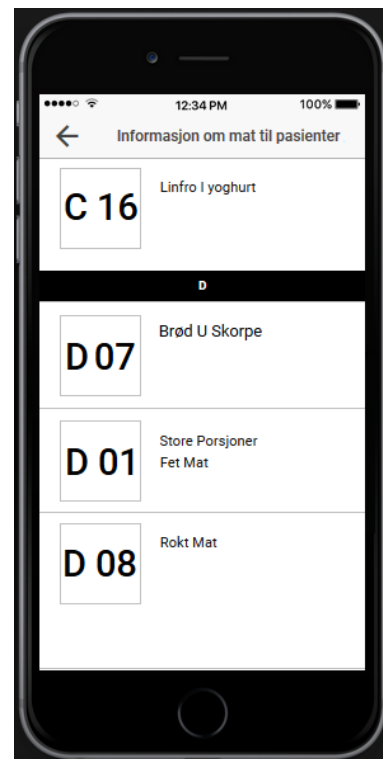 12:34 PM 100%
Informasjon om mat til pasienter
C 16
Linfro I yoghurt
D
D 07
Brød U Skorpe
D 01
Store Porsjoner
Fet Mat
D 08
Rokt Mat